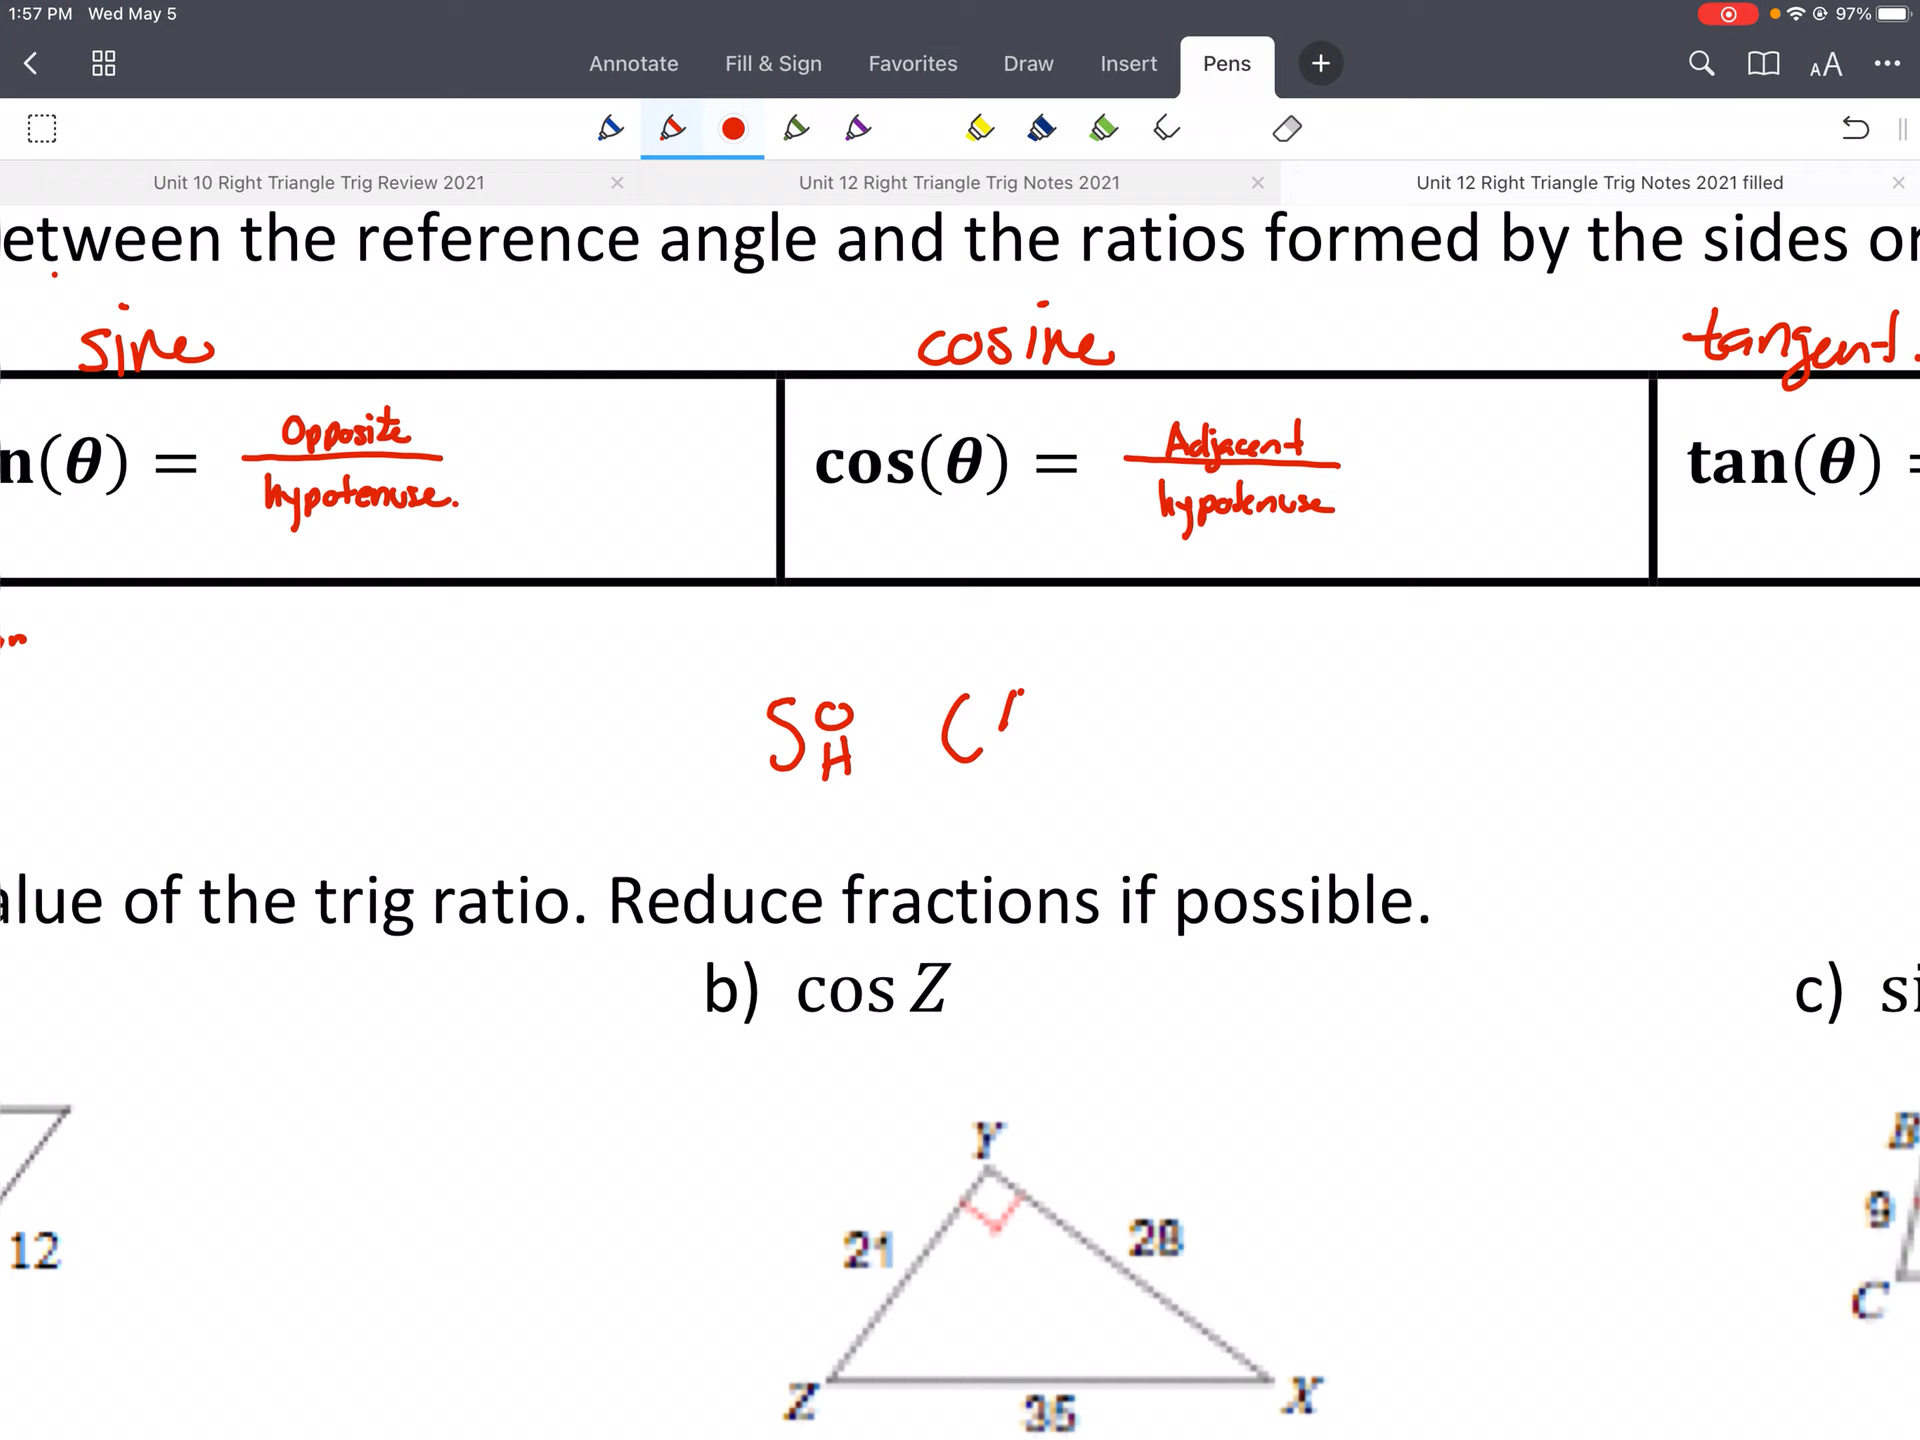 1:57 PM Wed May 5 97%
Annotate Fill & Sign Favorites Draw Insert Pens
Unit 10 Right Triangle Trig Review 2021 Unit 12 Right Triangle Trig Notes 2021 Unit 12 Right Triangle Trig Notes 2021 filled
etween the reference angle and the ratios formed by the sides or
sine cosine tangent.
n(θ) = Opposite / hypotenuse. cos(θ) = Adjacent / hypotenuse tan(θ) =
S O/H C
alue of the trig ratio. Reduce fractions if possible.
b) cos Z c) si
Y B
12 21 28 9
C
Z 35 X